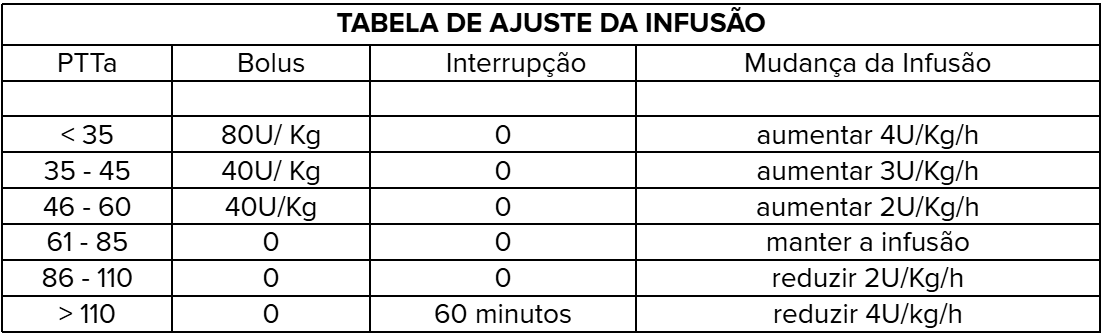 TABELA DE AJUSTE DA INFUSÃO
PTTa Bolus Interrupção Mudança da Infusão
< 35 80U/ Kg 0 aumentar 4U/Kg/h
35 - 45 40U/ Kg 0 aumentar 3U/Kg/h
46 - 60 40U/Kg 0 aumentar 2U/Kg/h
61 - 85 0 0 manter a infusão
86 - 110 0 0 reduzir 2U/Kg/h
> 110 0 60 minutos reduzir 4U/kg/h